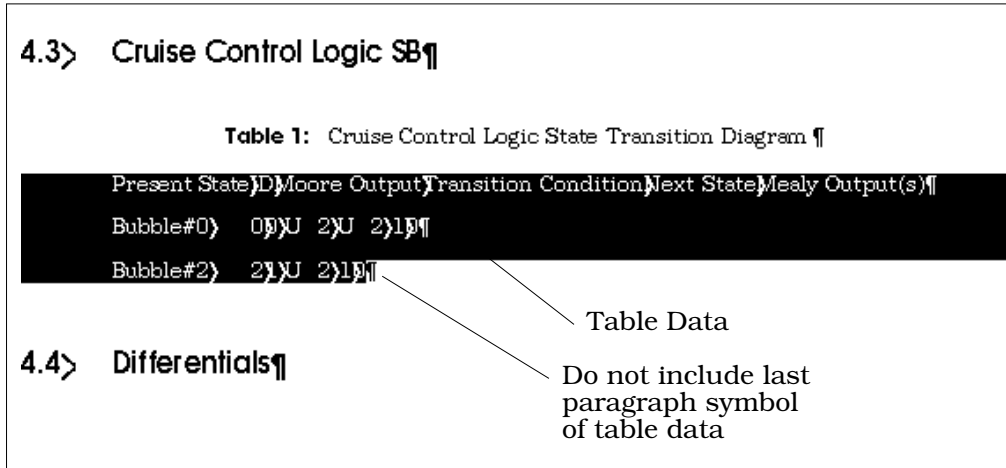 4.3> Cruise Control Logic SB¶
Table 1: Cruise Control Logic State Transition Diagram ¶
Present State}ID}Moore Output}Transition Condition}Next State}Mealy Output(s)¶
Bubble#0} 0}0}U 2}U 2}1}0¶
Bubble#2} 2}1}U 2}1}0¶
Table Data
4.4> Differentials¶
Do not include last
paragraph symbol
of table data